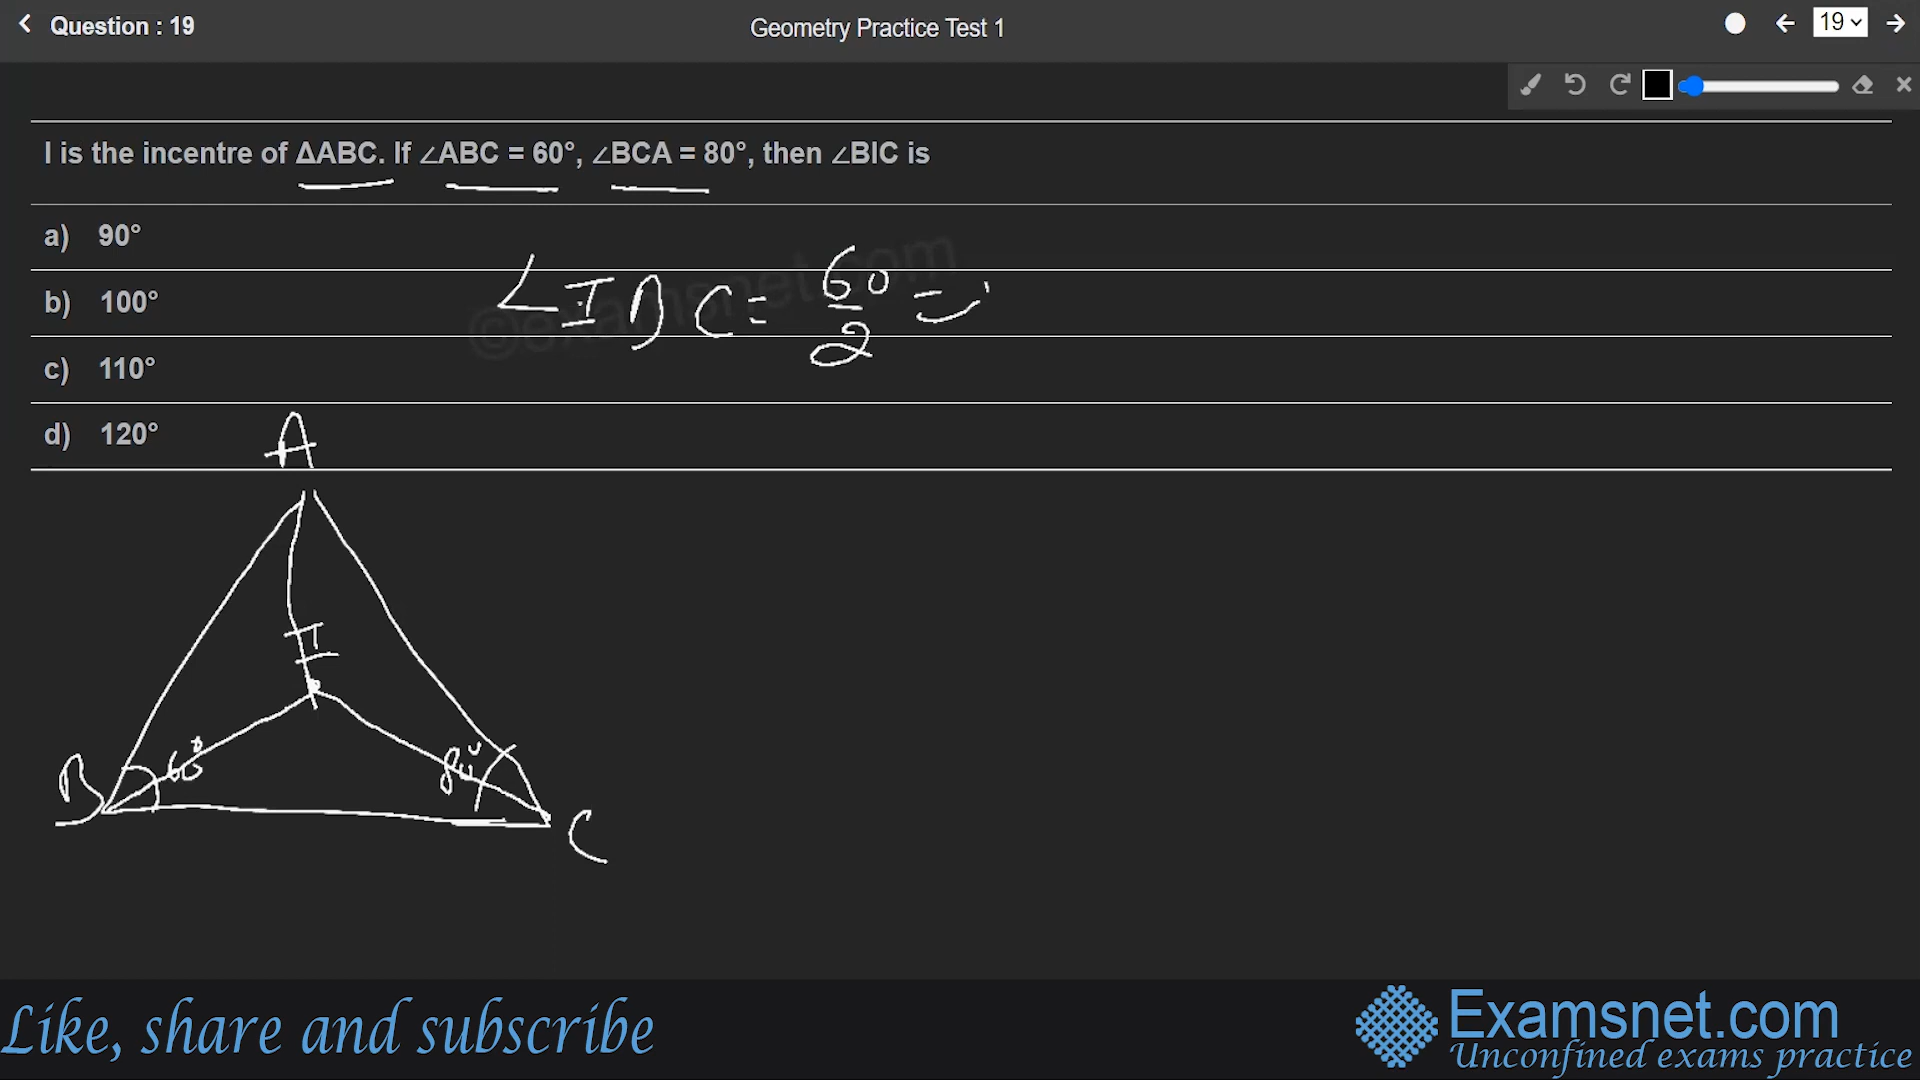 Question : 19
Geometry Practice Test 1
19
I is the incentre of ΔABC. If ∠ABC = 60°, ∠BCA = 80°, then ∠BIC is
a) 90°
b) 100°
c) 110°
d) 120°
©examsnet.com
∠IBC = 60/2 =
A
I
B
60°
80°
C
Like, share and subscribe
Examsnet.com
Unconfined exams practice